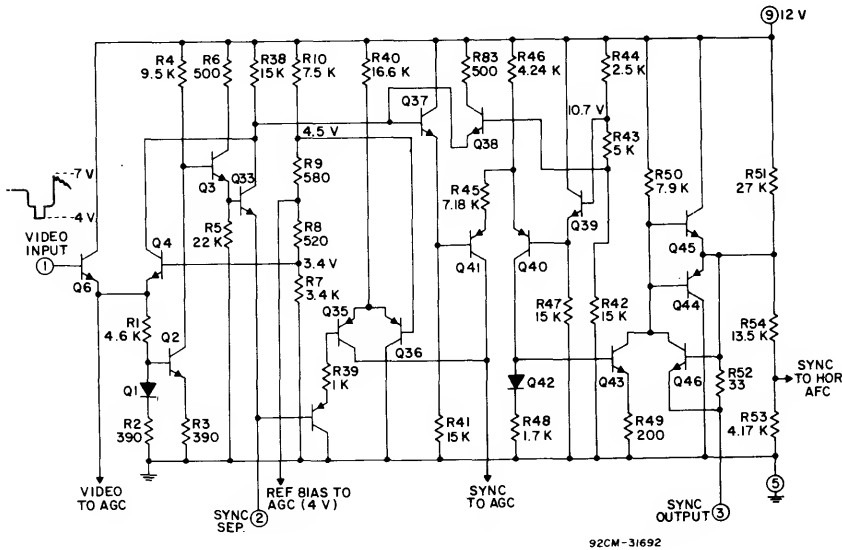 9 12 V
R4
9.5 K
R6
500
R38
15 K
R10
7.5 K
R40
16.6 K
R83
500
R46
4.24 K
R44
2.5 K
Q37
Q38
10.7 V
4.5 V
R43
5 K
Q3
Q33
R9
580
R45
7.18 K
Q39
R50
7.9 K
R51
27 K
7 V
4 V
VIDEO
INPUT
1
Q6
Q4
R5
22 K
R8
520
3.4 V
R7
3.4 K
Q41
Q40
Q45
Q44
R1
4.6 K
Q2
Q35
Q36
R47
15 K
R42
15 K
R54
13.5 K
Q1
R39
1 K
Q42
Q43
Q46
R52
33
SYNC
TO HOR
AFC
R2
390
R3
390
R41
15 K
R48
1.7 K
R49
200
R53
4.17 K
VIDEO
TO AGC
SYNC
SEP.
2
REF BIAS TO
AGC (4 V)
SYNC
TO AGC
SYNC
OUTPUT
3
5
92CM-31692